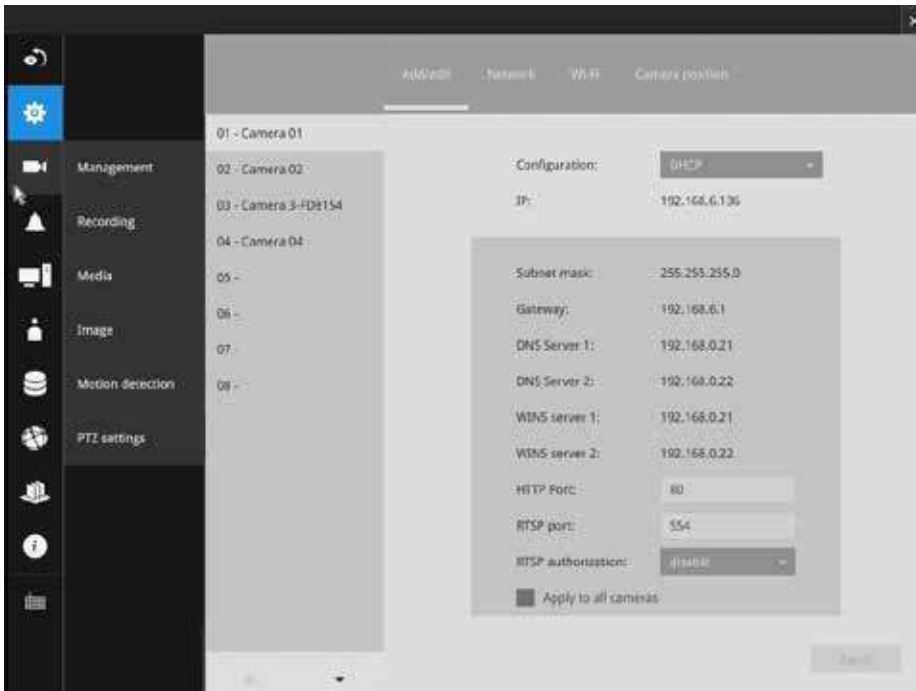 Add/edit Network Wi-Fi Camera position
01 - Camera 01
02 - Camera 02
03 - Camera 3-FD8154
04 - Camera 04
05 -
06 -
07
08 -
Management
Recording
Media
Image
Motion detection
PTZ settings
Configuration: DHCP
IP: 192.168.6.136
Subnet mask: 255.255.255.0
Gateway: 192.168.6.1
DNS Server 1: 192.168.0.21
DNS Server 2: 192.168.0.22
WINS server 1: 192.168.0.21
WINS server 2: 192.168.0.22
HTTP Port: 80
RTSP port: 554
RTSP authorization: disable
Apply to all cameras
Apply